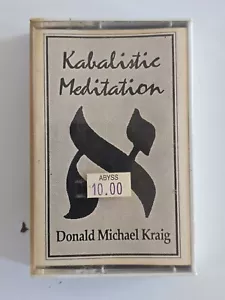 Kabalistic
Meditation
א
ABYSS
10.00
Donald Michael Kraig